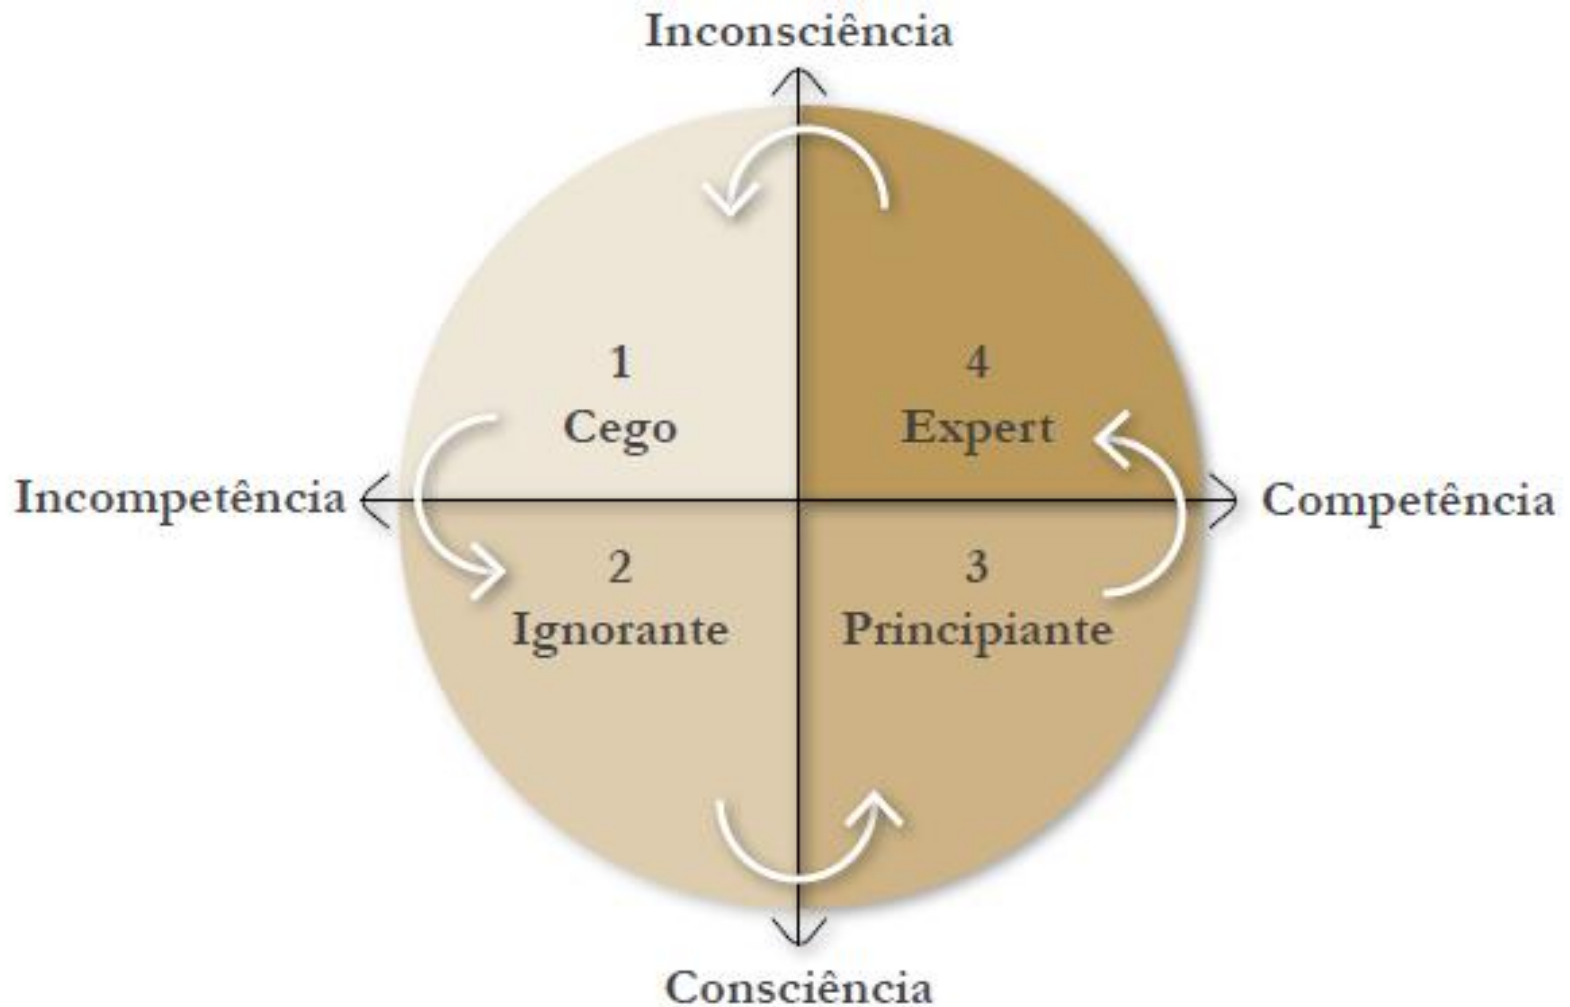 Inconsciência
1
Cego
4
Expert
Incompetência
Competência
2
Ignorante
3
Principiante
Consciência